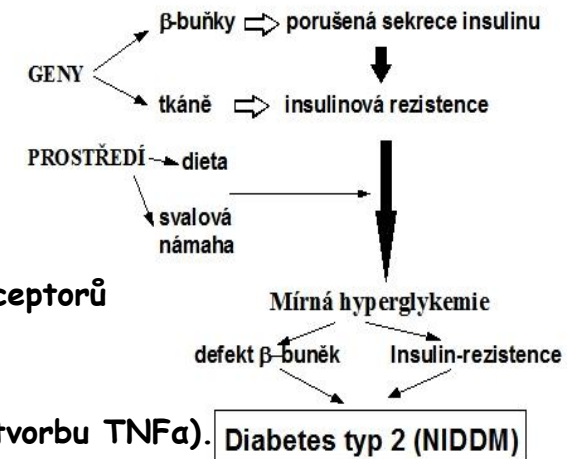 β-buňky ⇨ porušená sekrece insulinu
GENY
tkáně ⇨ insulinová rezistence
PROSTŘEDÍ
dieta
svalová
námaha
ceptorů
Mírná hyperglykemie
defekt β–buněk Insulin-rezistence
tvorbu TNFα).
Diabetes typ 2 (NIDDM)